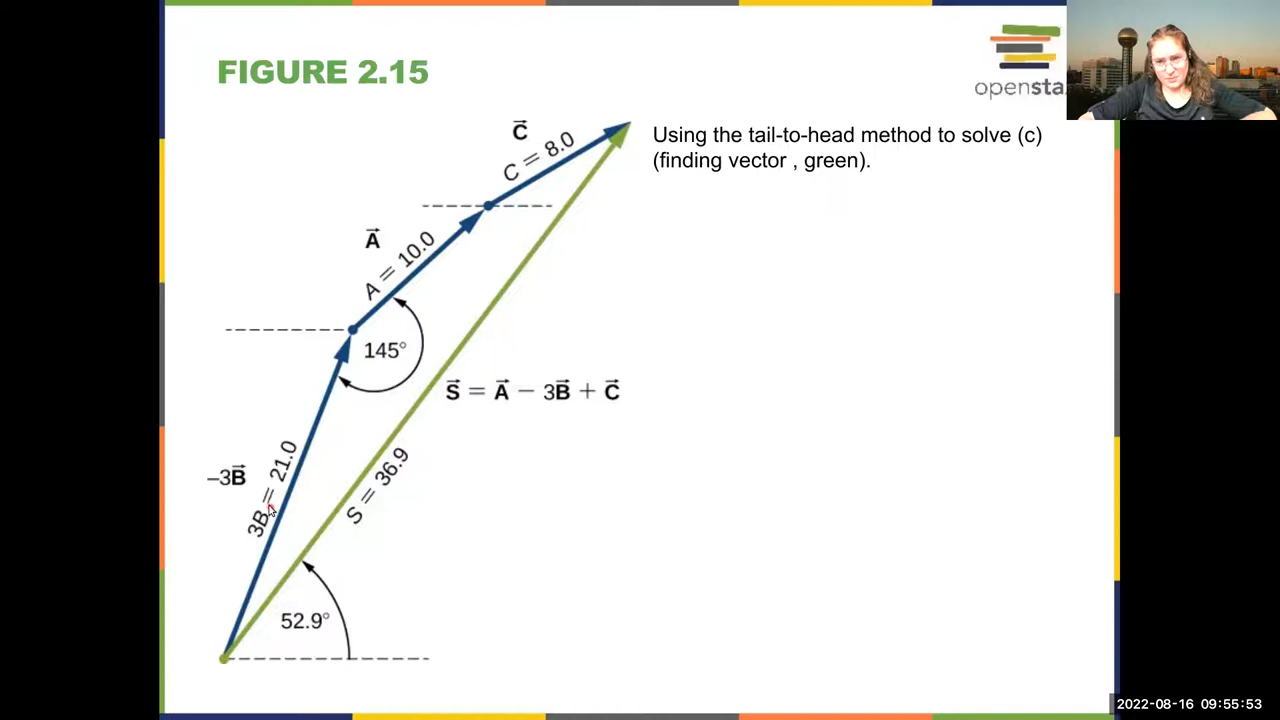 FIGURE 2.15
opensta
Using the tail-to-head method to solve (c)
(finding vector , green).
C⃗
C = 8.0
A⃗
A = 10.0
145°
S⃗ = A⃗ − 3B⃗ + C⃗
−3B⃗
3B = 21.0
S = 36.9
52.9°
2022-08-16 09:55:53